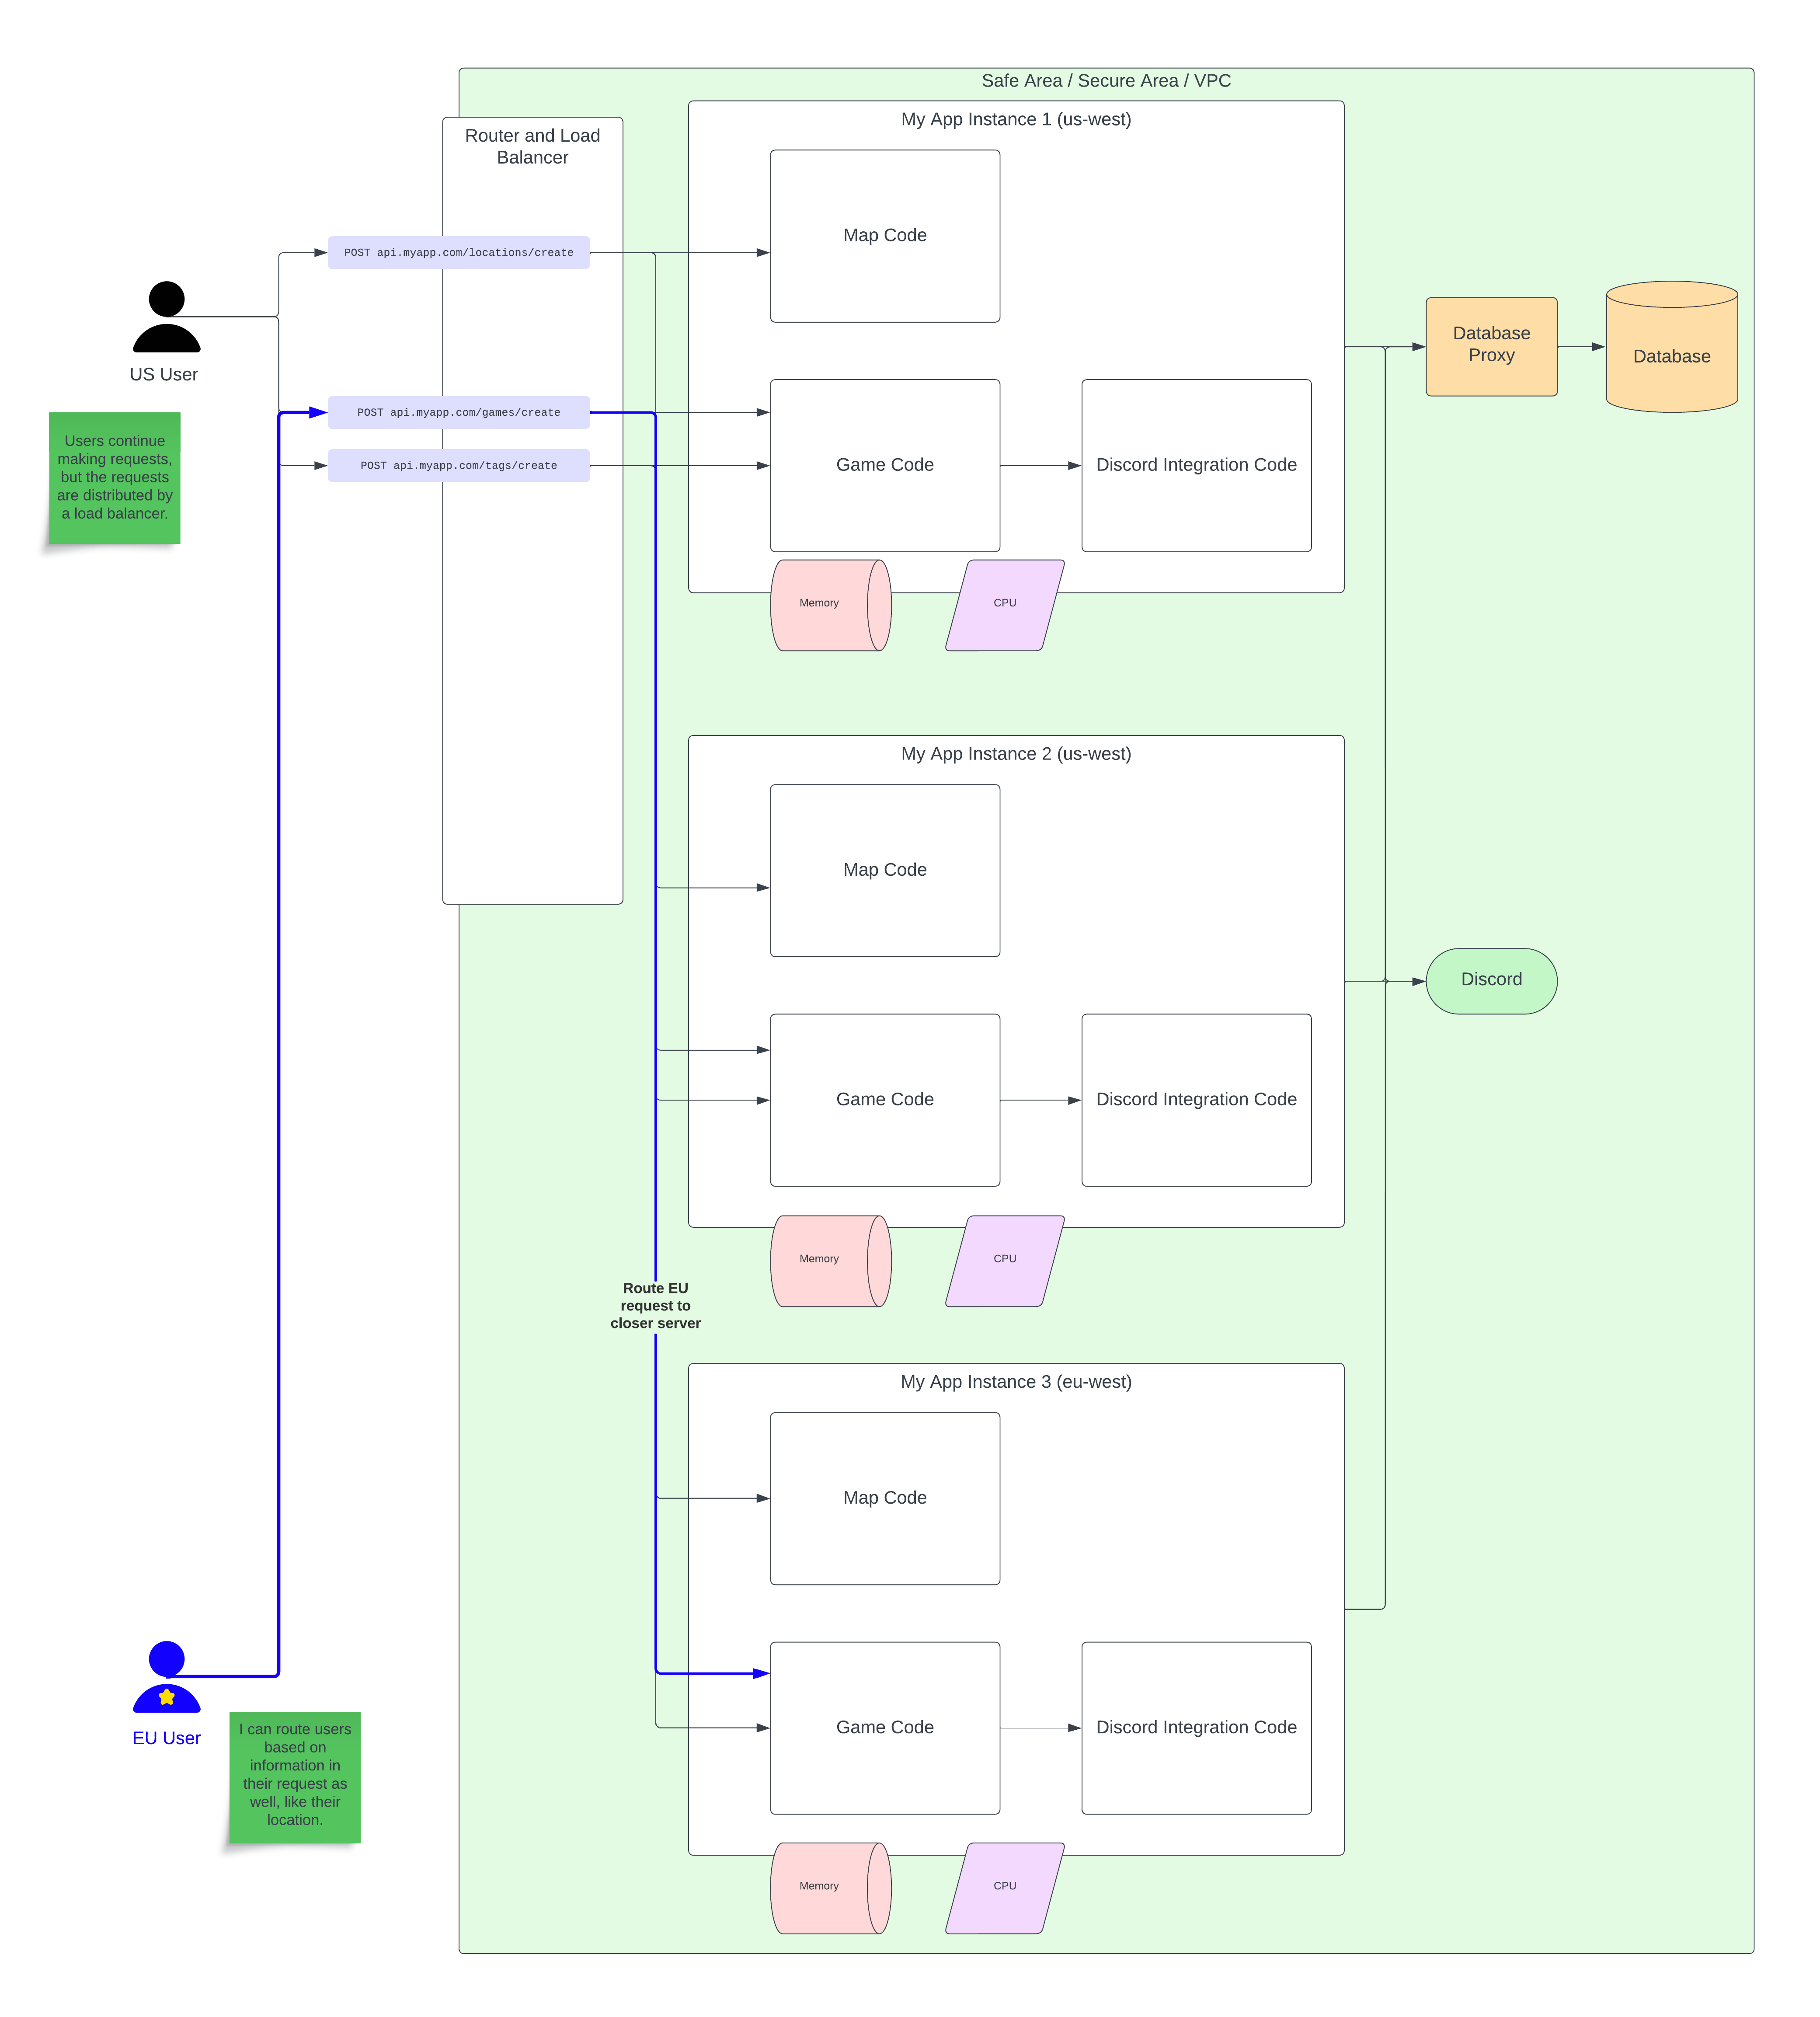 Safe Area / Secure Area / VPC
Router and Load
Balancer
My App Instance 1 (us-west)
Map Code
POST api.myapp.com/locations/create
US User
POST api.myapp.com/games/create
POST api.myapp.com/tags/create
Users continue
making requests,
but the requests
are distributed by
a load balancer.
Game Code
Discord Integration Code
Memory
CPU
Database
Proxy
Database
My App Instance 2 (us-west)
Map Code
Game Code
Discord Integration Code
Memory
CPU
Discord
Route EU
request to
closer server
My App Instance 3 (eu-west)
Map Code
Game Code
Discord Integration Code
Memory
CPU
EU User
I can route users
based on
information in
their request as
well, like their
location.